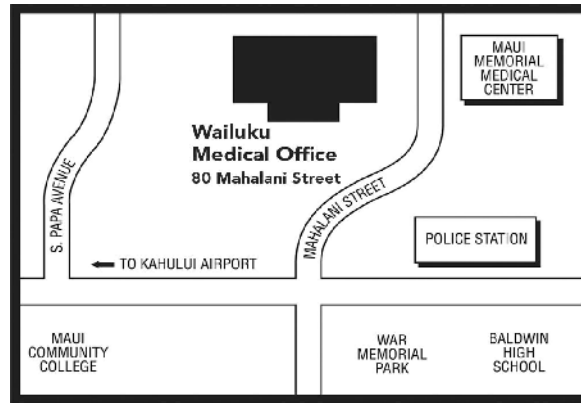 MAUI
MEMORIAL
MEDICAL
CENTER
Wailuku
Medical Office
80 Mahalani Street
S. PAPA AVENUE
MAHALANI STREET
POLICE STATION
TO KAHULUI AIRPORT
MAUI
COMMUNITY
COLLEGE
WAR
MEMORIAL
PARK
BALDWIN
HIGH
SCHOOL